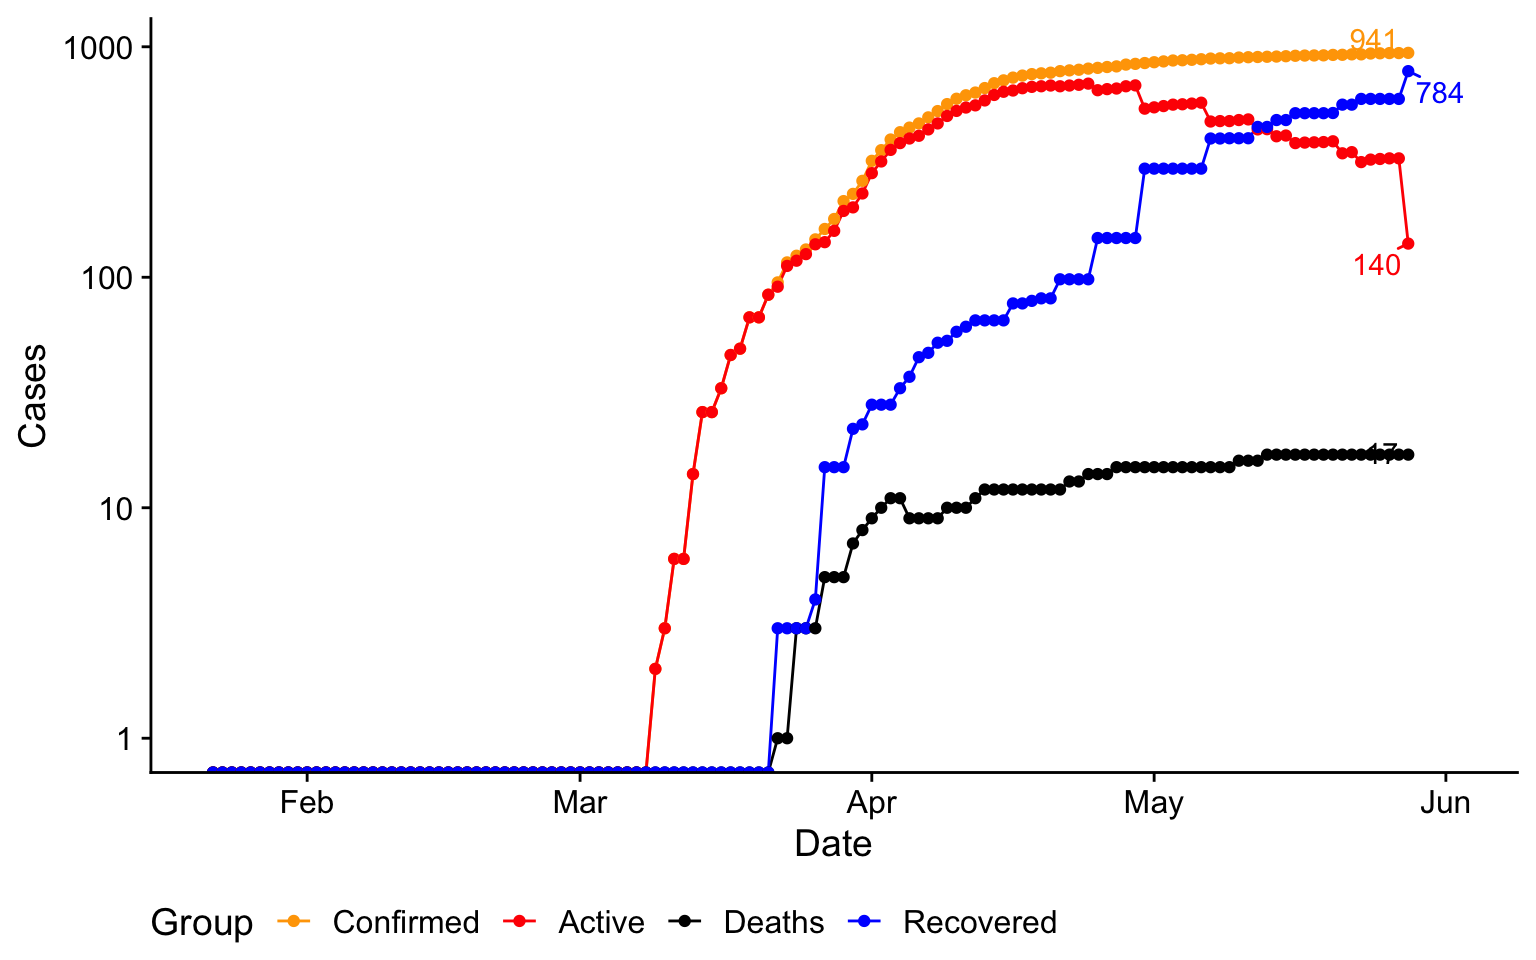 1000
100
10
1
Cases
941
784
140
17
Feb Mar Apr May Jun
Date
Group Confirmed Active Deaths Recovered